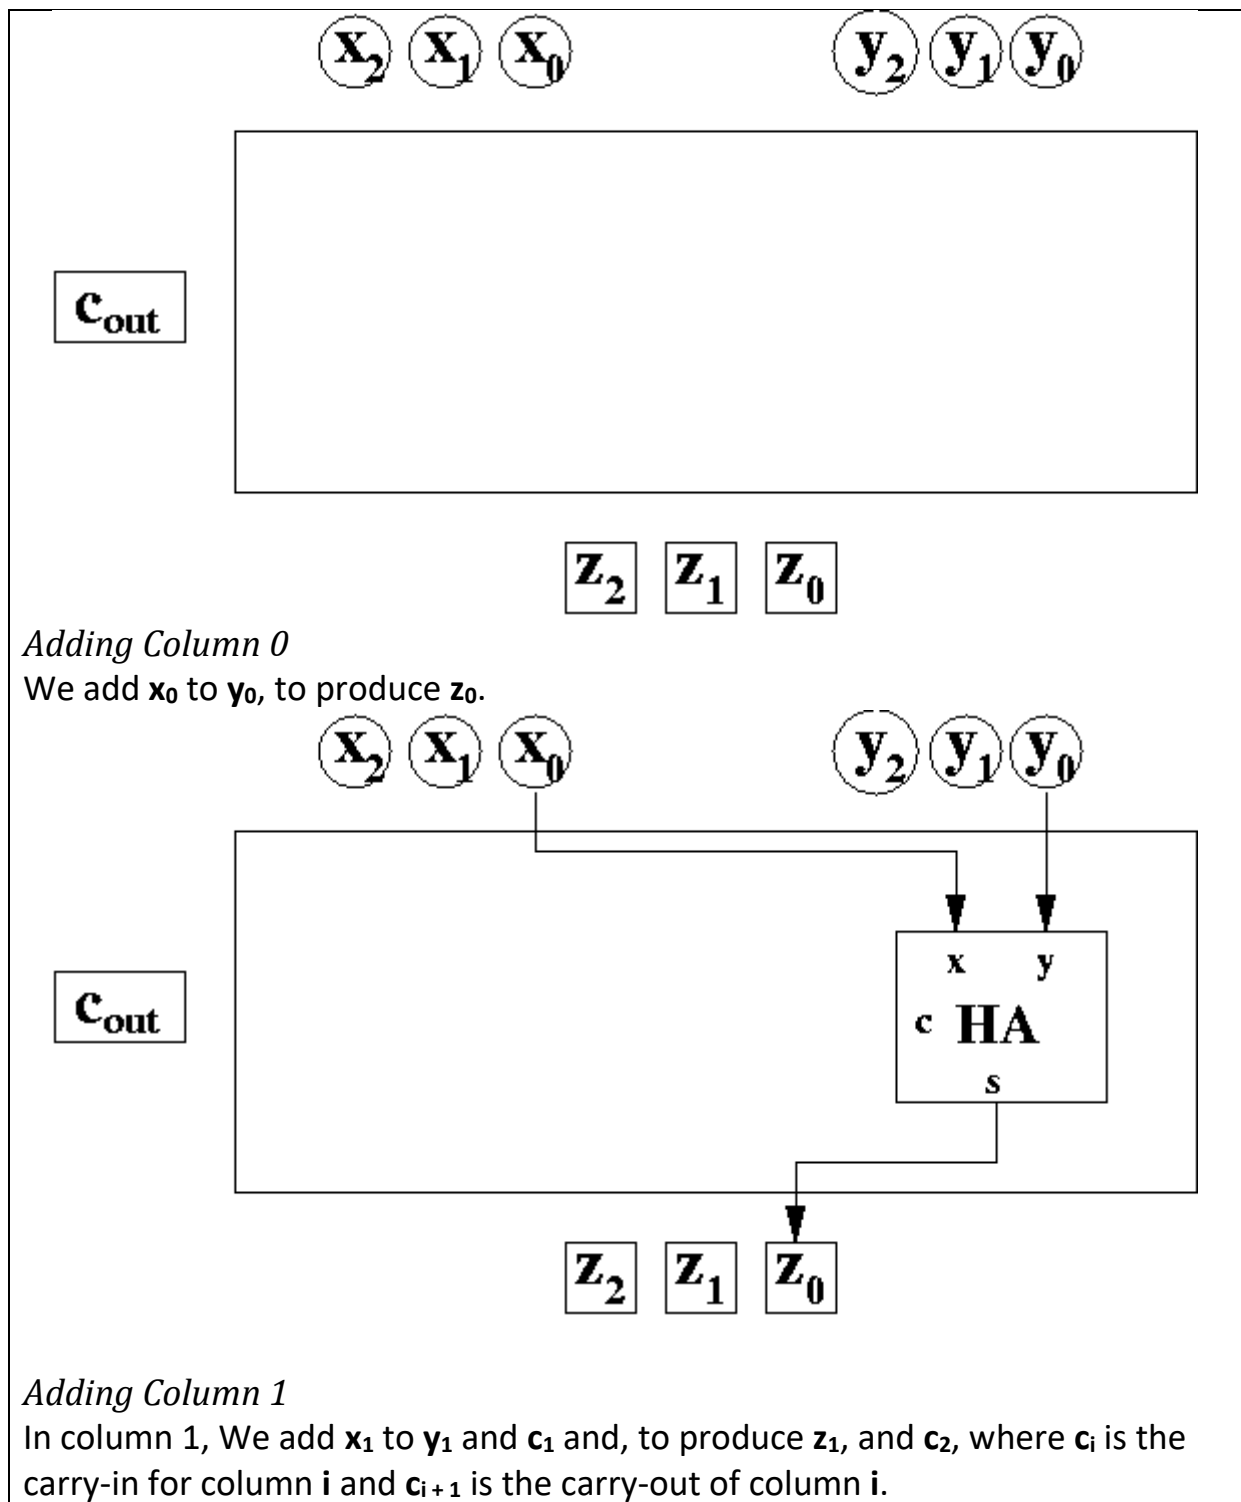 x₂ x₁ x₀ y₂ y₁ y₀
c_out
z₂ z₁ z₀
Adding Column 0
We add x₀ to y₀, to produce z₀.
x₂ x₁ x₀ y₂ y₁ y₀
x y
c_out c HA
s
z₂ z₁ z₀
Adding Column 1
In column 1, We add x₁ to y₁ and c₁ and, to produce z₁, and c₂, where cᵢ is the
carry-in for column i and cᵢ₊₁ is the carry-out of column i.